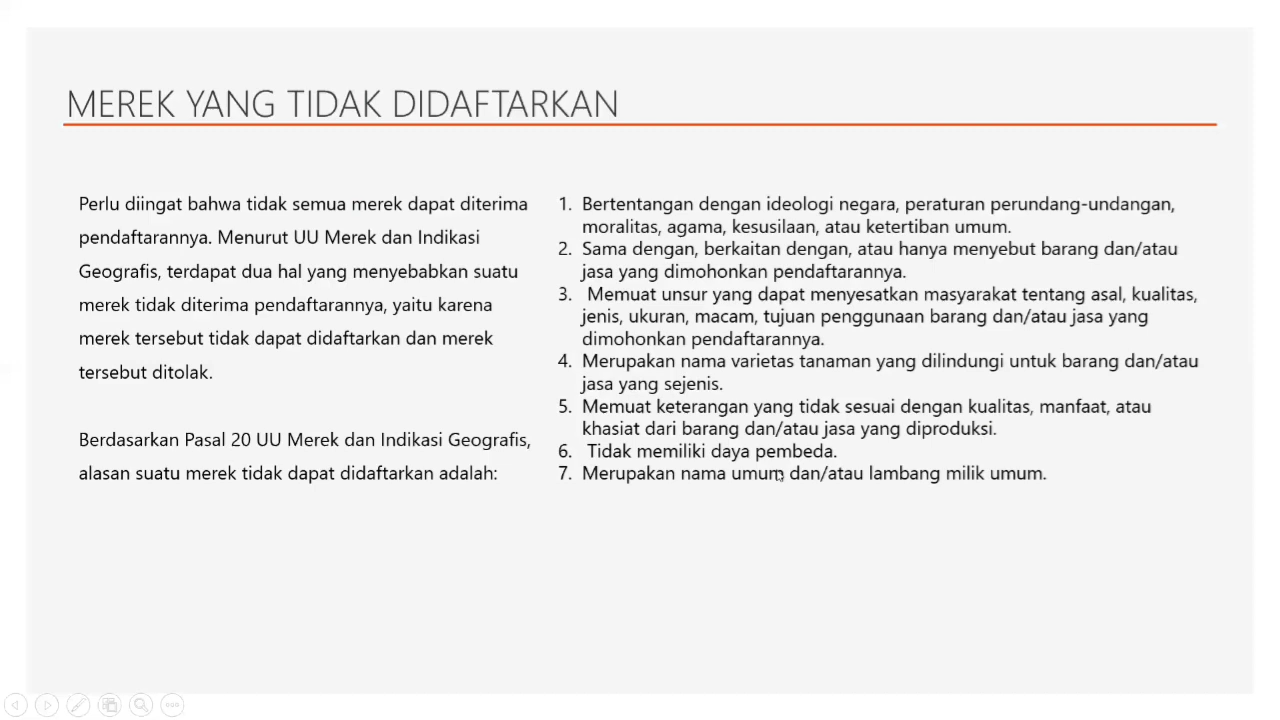 MEREK YANG TIDAK DIDAFTARKAN
Perlu diingat bahwa tidak semua merek dapat diterima
pendaftarannya. Menurut UU Merek dan Indikasi
Geografis, terdapat dua hal yang menyebabkan suatu
merek tidak diterima pendaftarannya, yaitu karena
merek tersebut tidak dapat didaftarkan dan merek
tersebut ditolak.
Berdasarkan Pasal 20 UU Merek dan Indikasi Geografis,
alasan suatu merek tidak dapat didaftarkan adalah:
1. Bertentangan dengan ideologi negara, peraturan perundang-undangan,
moralitas, agama, kesusilaan, atau ketertiban umum.
2. Sama dengan, berkaitan dengan, atau hanya menyebut barang dan/atau
jasa yang dimohonkan pendaftarannya.
3. Memuat unsur yang dapat menyesatkan masyarakat tentang asal, kualitas,
jenis, ukuran, macam, tujuan penggunaan barang dan/atau jasa yang
dimohonkan pendaftarannya.
4. Merupakan nama varietas tanaman yang dilindungi untuk barang dan/atau
jasa yang sejenis.
5. Memuat keterangan yang tidak sesuai dengan kualitas, manfaat, atau
khasiat dari barang dan/atau jasa yang diproduksi.
6. Tidak memiliki daya pembeda.
7. Merupakan nama umum dan/atau lambang milik umum.